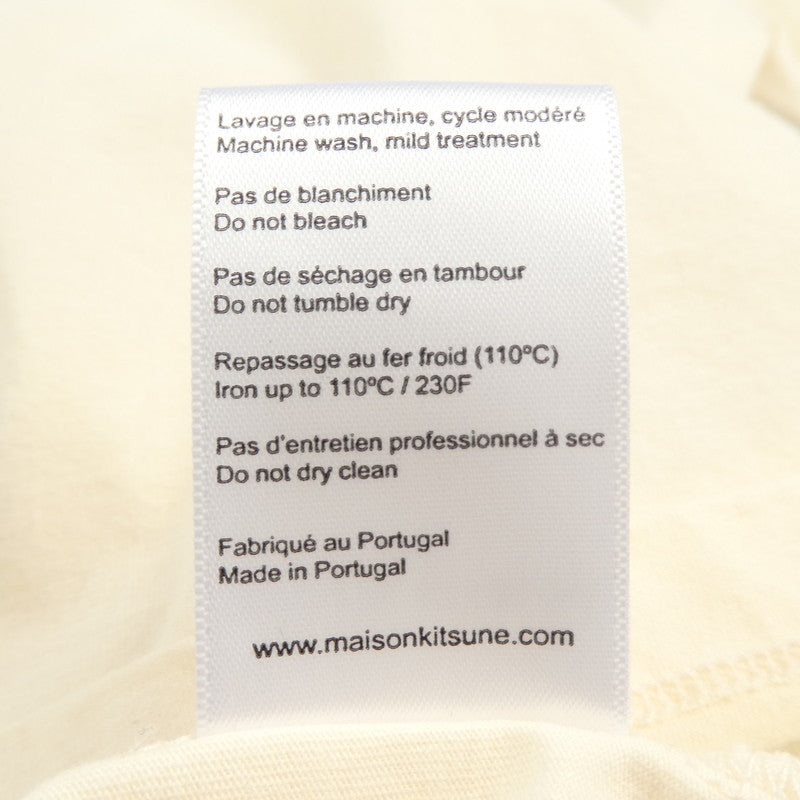 Lavage en machine, cycle modéré
Machine wash, mild treatment
Pas de blanchiment
Do not bleach
Pas de séchage en tambour
Do not tumble dry
Repassage au fer froid (110ºC)
Iron up to 110ºC / 230F
Pas d'entretien professionnel à sec
Do not dry clean
Fabriqué au Portugal
Made in Portugal
www.maisonkitsune.com